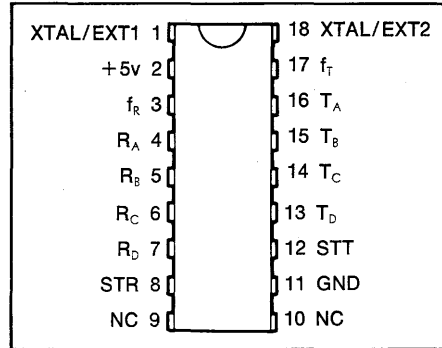 XTAL/EXT1 1 18 XTAL/EXT2
+5v 2 17 fT
fR 3 16 TA
RA 4 15 TB
RB 5 14 TC
RC 6 13 TD
RD 7 12 STT
STR 8 11 GND
NC 9 10 NC